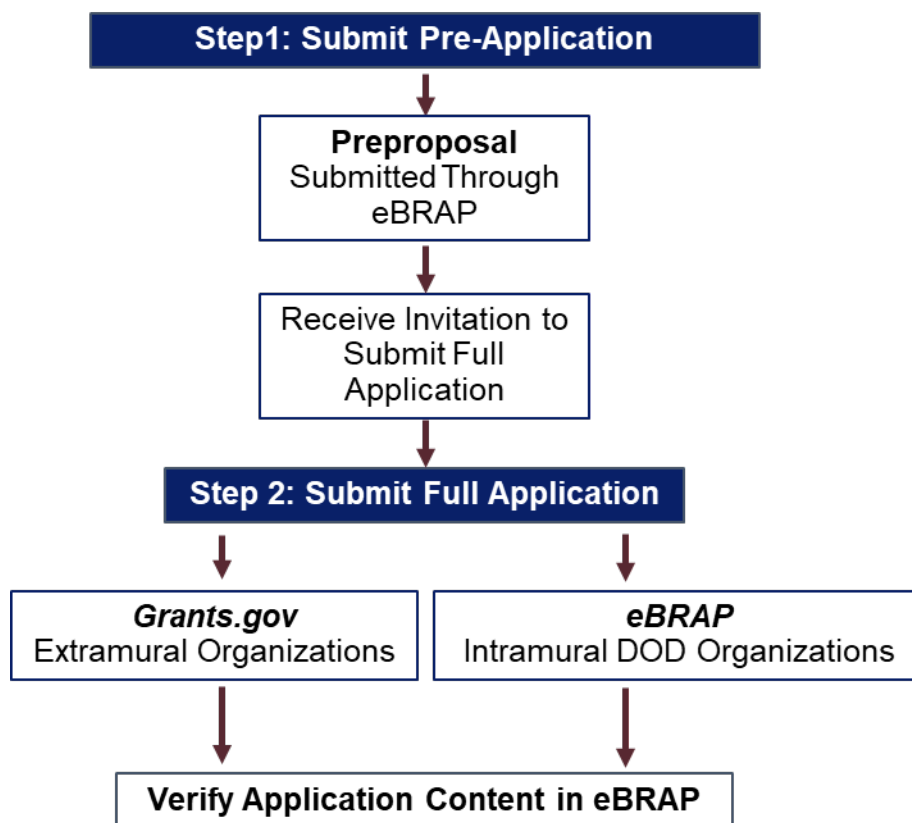 Step1: Submit Pre-Application
Preproposal
Submitted Through
eBRAP
Receive Invitation to
Submit Full
Application
Step 2: Submit Full Application
Grants.gov
Extramural Organizations
eBRAP
Intramural DOD Organizations
Verify Application Content in eBRAP